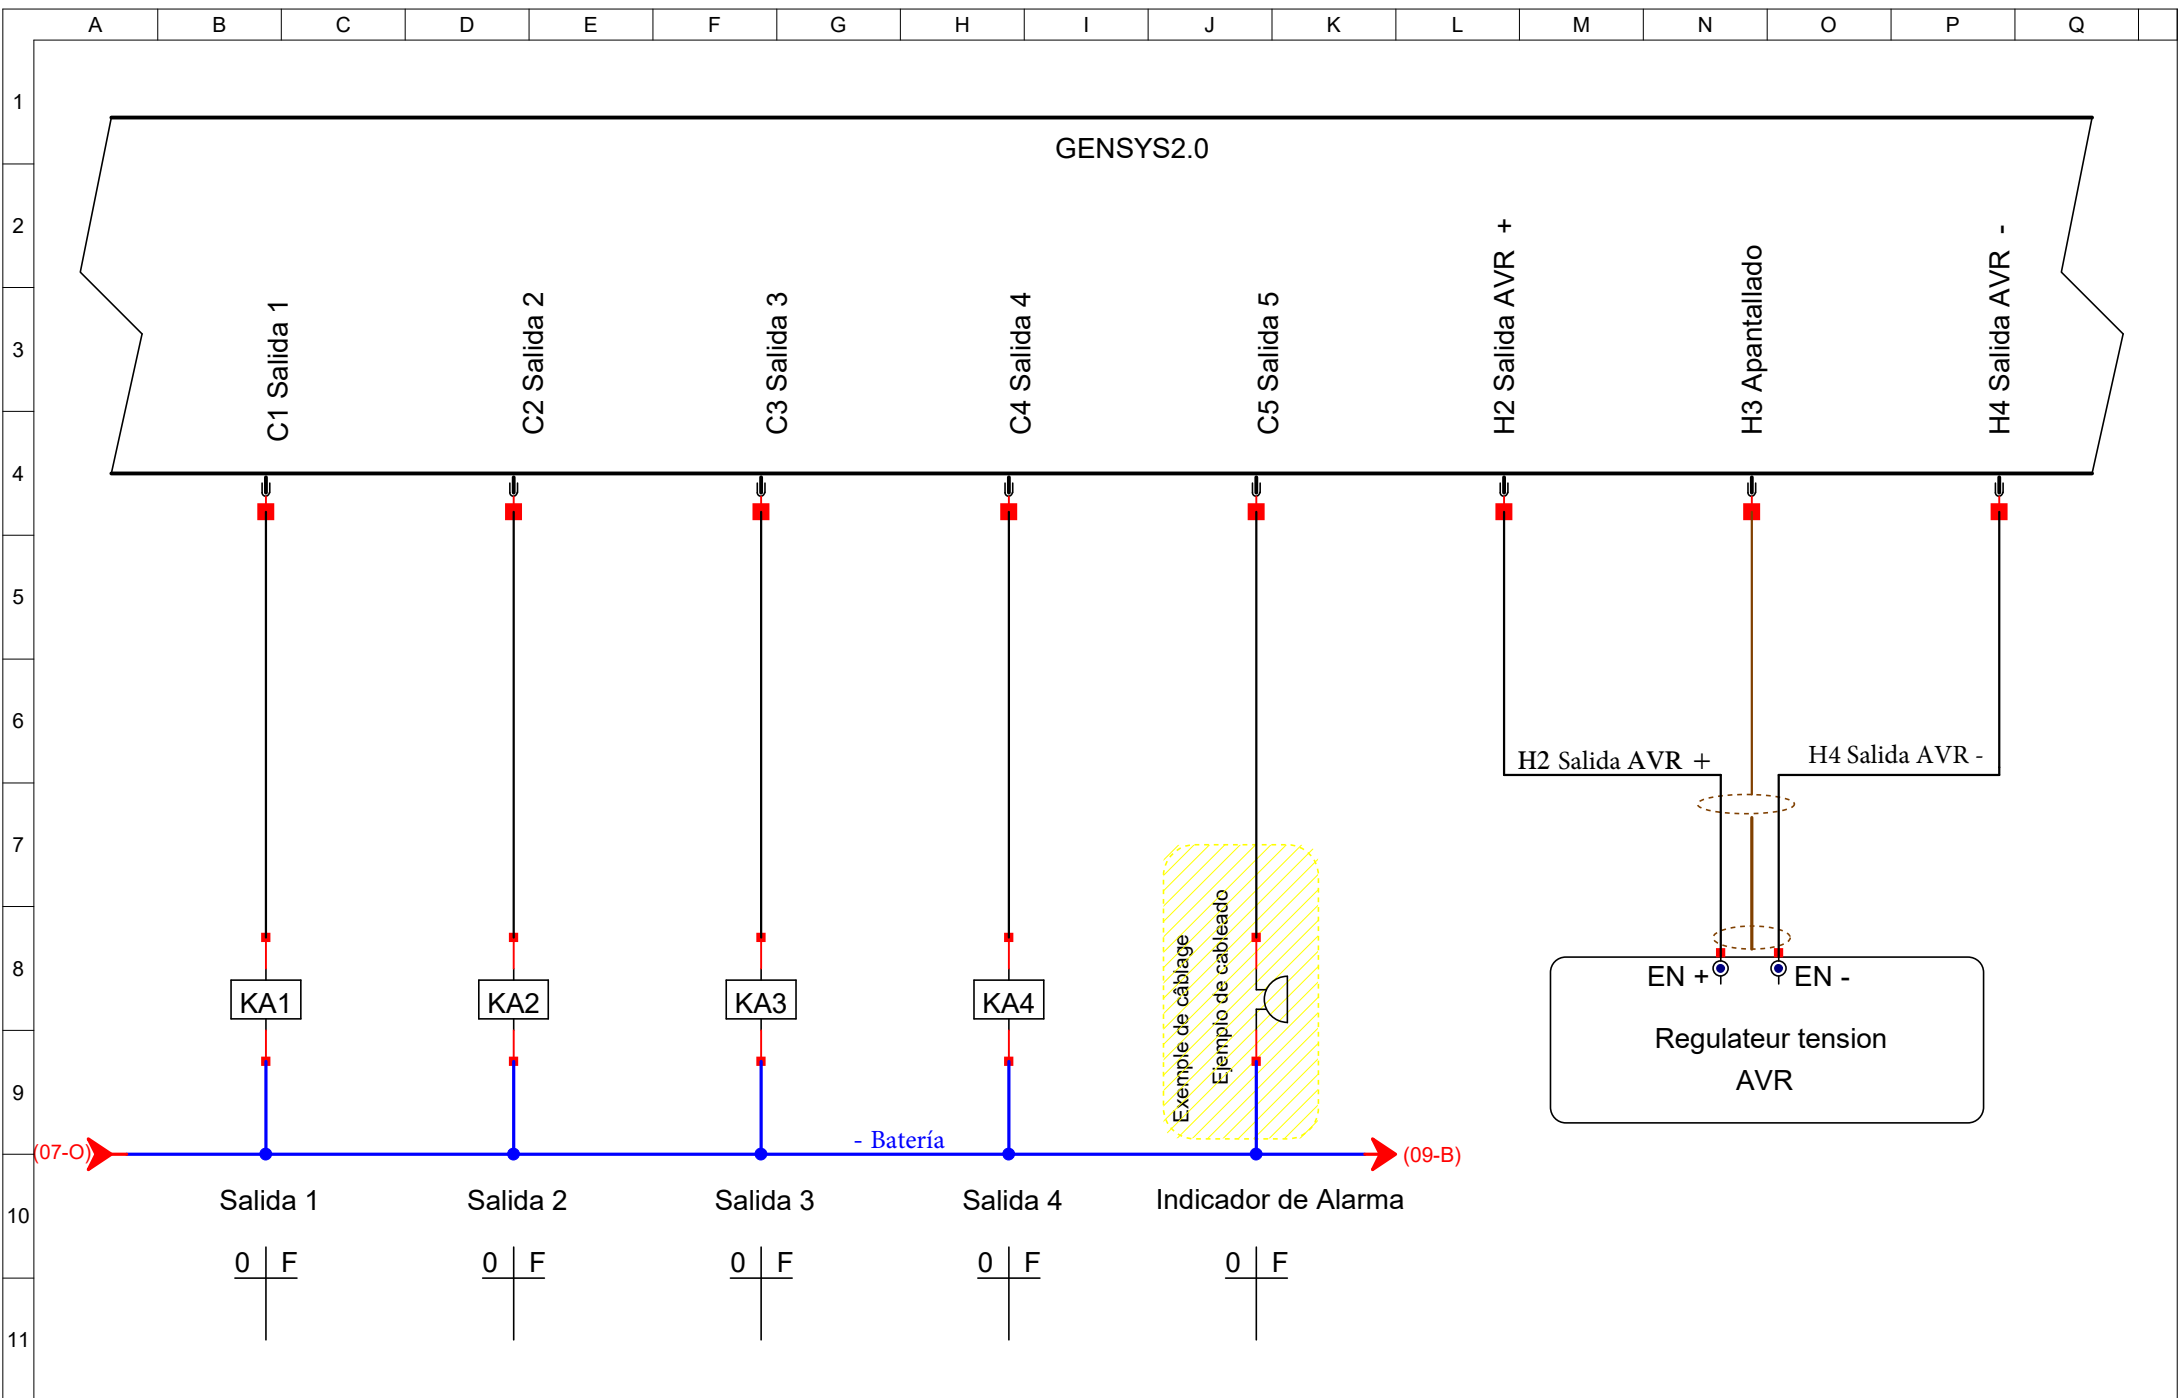 A B C D E F G H I J K L M N O P Q
1
2
3
4
5
6
7
8
9
10
11
GENSYS2.0
C1 Salida 1
C2 Salida 2
C3 Salida 3
C4 Salida 4
C5 Salida 5
H2 Salida AVR +
H3 Apantallado
H4 Salida AVR -
H2 Salida AVR +
H4 Salida AVR -
Exemple de câblage
Ejempio de cableado
KA1
KA2
KA3
KA4
EN +
EN -
Regulateur tension
AVR
(07-O)
- Batería
(09-B)
Salida 1
Salida 2
Salida 3
Salida 4
Indicador de Alarma
0 F
0 F
0 F
0 F
0 F